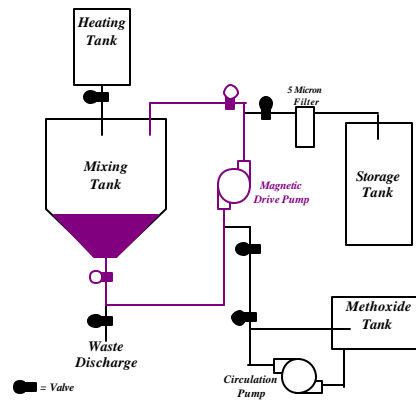 Heating
Tank
5 Micron
Filter
Mixing
Tank
Magnetic
Drive Pump
Storage
Tank
Methoxide
Tank
Waste
Discharge
Circulation
Pump
= Valve